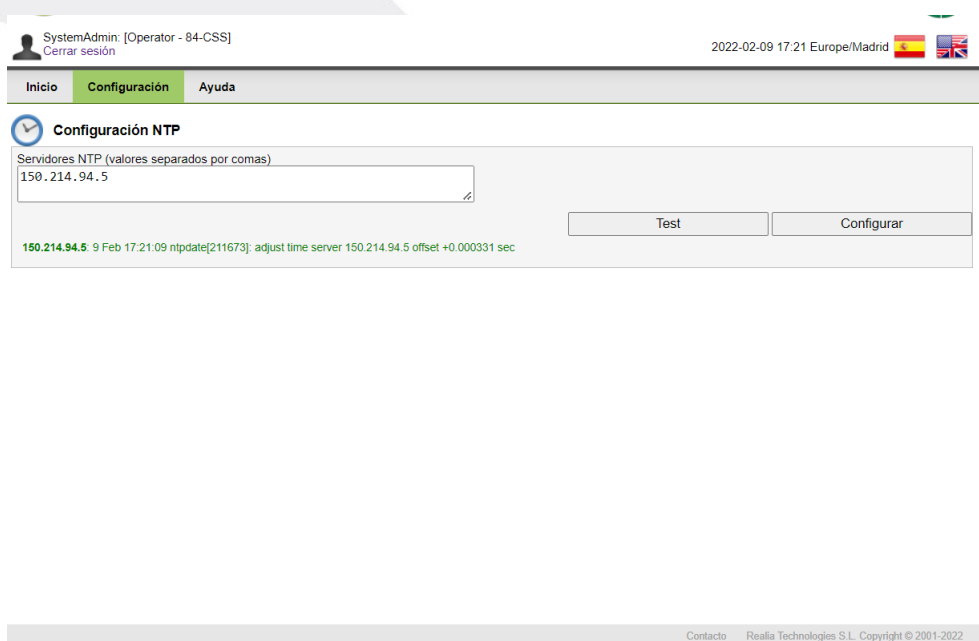 SystemAdmin: [Operator - 84-CSS]
Cerrar sesión
2022-02-09 17:21 Europe/Madrid
Inicio Configuración Ayuda
Configuración NTP
Servidores NTP (valores separados por comas)
150.214.94.5
Test Configurar
150.214.94.5: 9 Feb 17:21:09 ntpdate[211673]: adjust time server 150.214.94.5 offset +0.000331 sec
Contacto Realia Technologies S.L. Copyright © 2001-2022